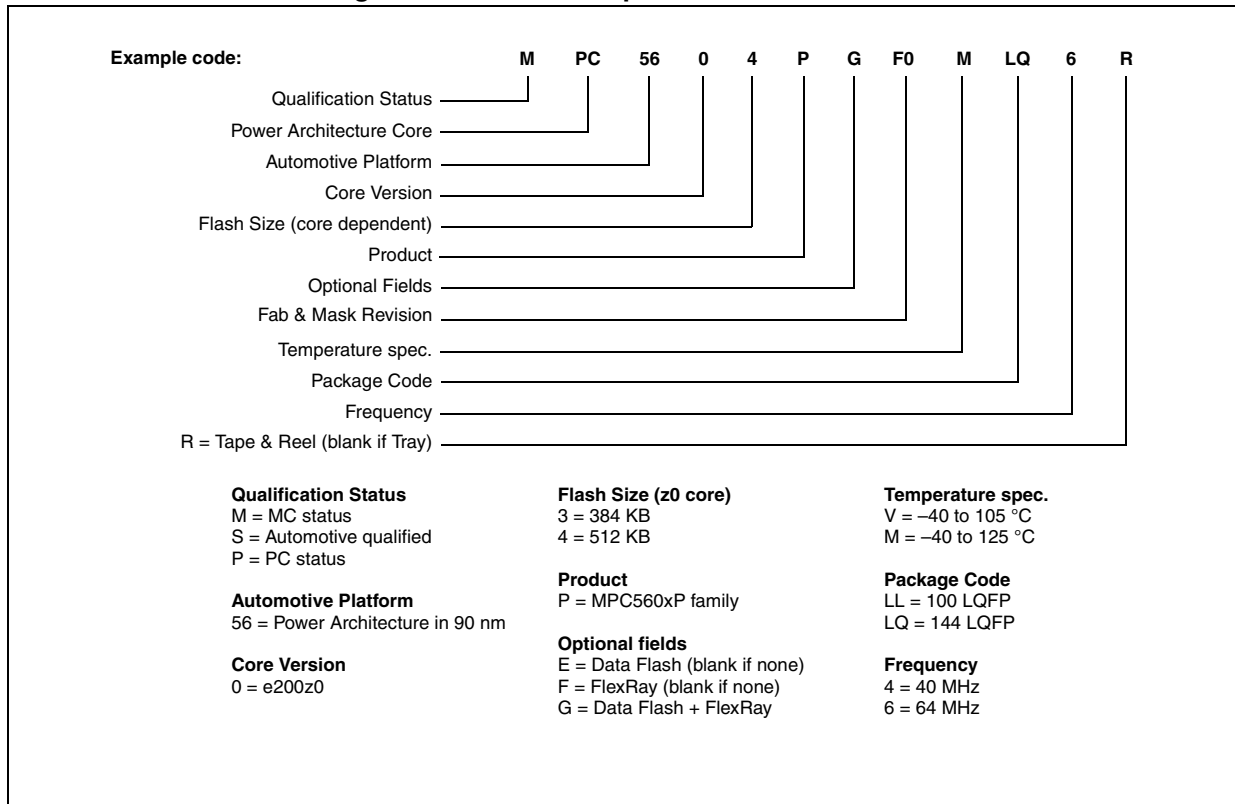 Example code: M PC 56 0 4 P G F0 M LQ 6 R
Qualification Status
Power Architecture Core
Automotive Platform
Core Version
Flash Size (core dependent)
Product
Optional Fields
Fab & Mask Revision
Temperature spec.
Package Code
Frequency
R = Tape & Reel (blank if Tray)
Qualification Status
M = MC status
S = Automotive qualified
P = PC status
Automotive Platform
56 = Power Architecture in 90 nm
Core Version
0 = e200z0
Flash Size (z0 core)
3 = 384 KB
4 = 512 KB
Product
P = MPC560xP family
Optional fields
E = Data Flash (blank if none)
F = FlexRay (blank if none)
G = Data Flash + FlexRay
Temperature spec.
V = –40 to 105 °C
M = –40 to 125 °C
Package Code
LL = 100 LQFP
LQ = 144 LQFP
Frequency
4 = 40 MHz
6 = 64 MHz